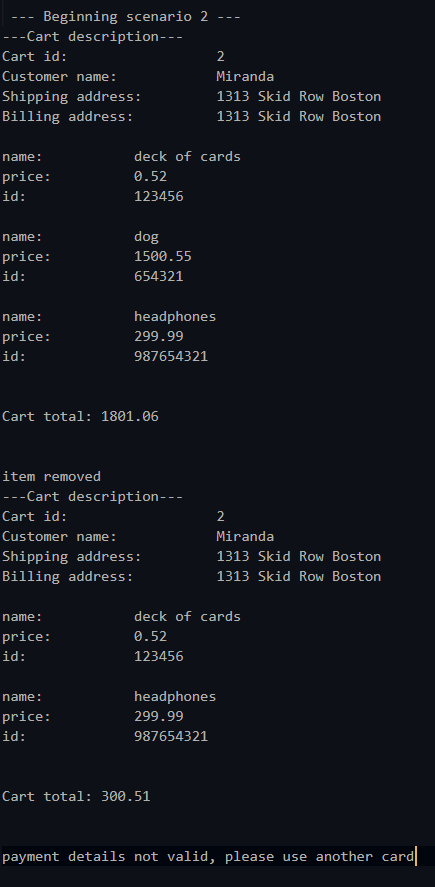 --- Beginning scenario 2 ---
---Cart description---
Cart id: 2
Customer name: Miranda
Shipping address: 1313 Skid Row Boston
Billing address: 1313 Skid Row Boston
name: deck of cards
price: 0.52
id: 123456
name: dog
price: 1500.55
id: 654321
name: headphones
price: 299.99
id: 987654321
Cart total: 1801.06
item removed
---Cart description---
Cart id: 2
Customer name: Miranda
Shipping address: 1313 Skid Row Boston
Billing address: 1313 Skid Row Boston
name: deck of cards
price: 0.52
id: 123456
name: headphones
price: 299.99
id: 987654321
Cart total: 300.51
payment details not valid, please use another card